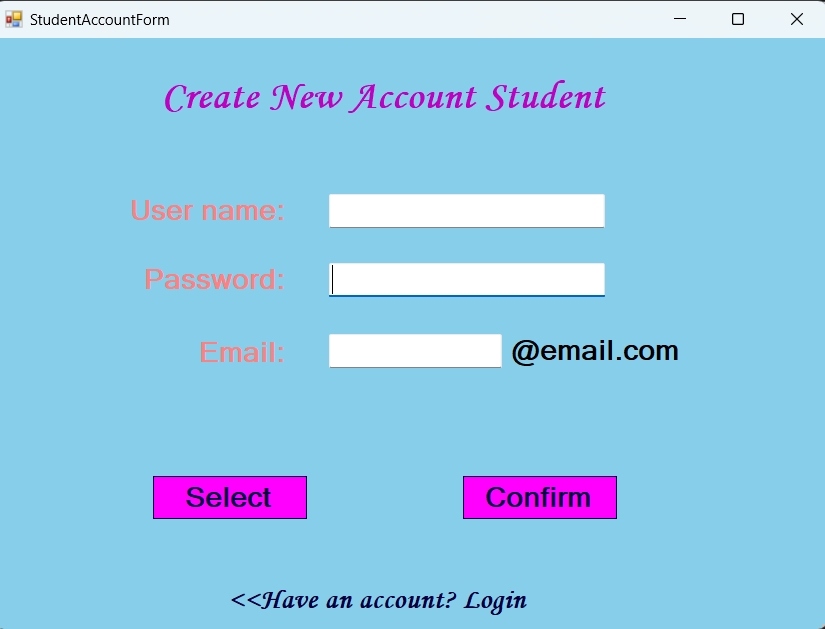 StudentAccountForm
Create New Account Student
User name:
Password:
Email: @email.com
Select Confirm
<<Have an account? Login